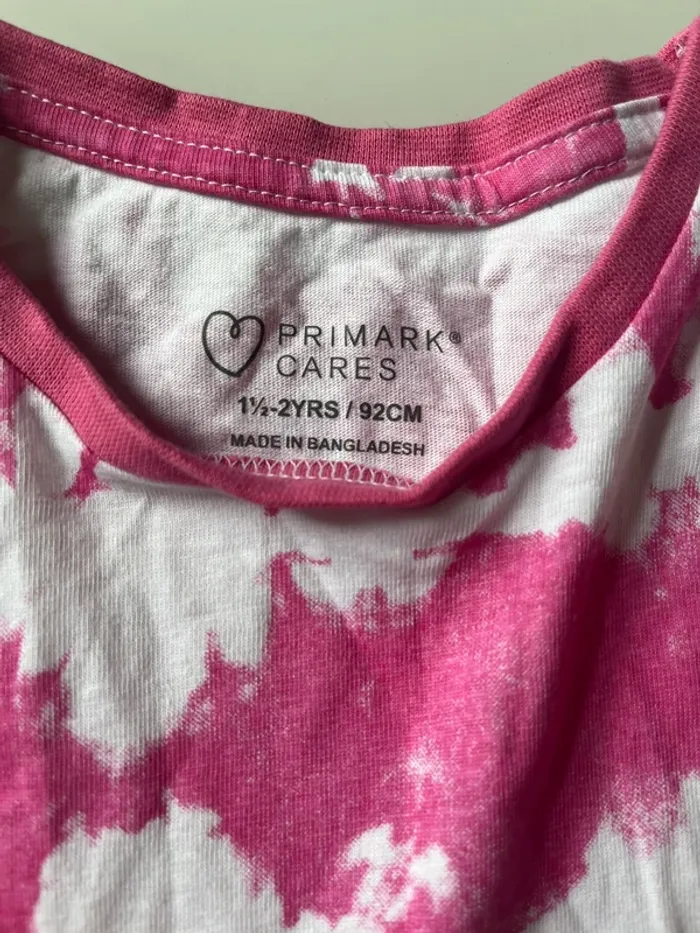 PRIMARK®
CARES
1½-2YRS / 92CM
MADE IN BANGLADESH